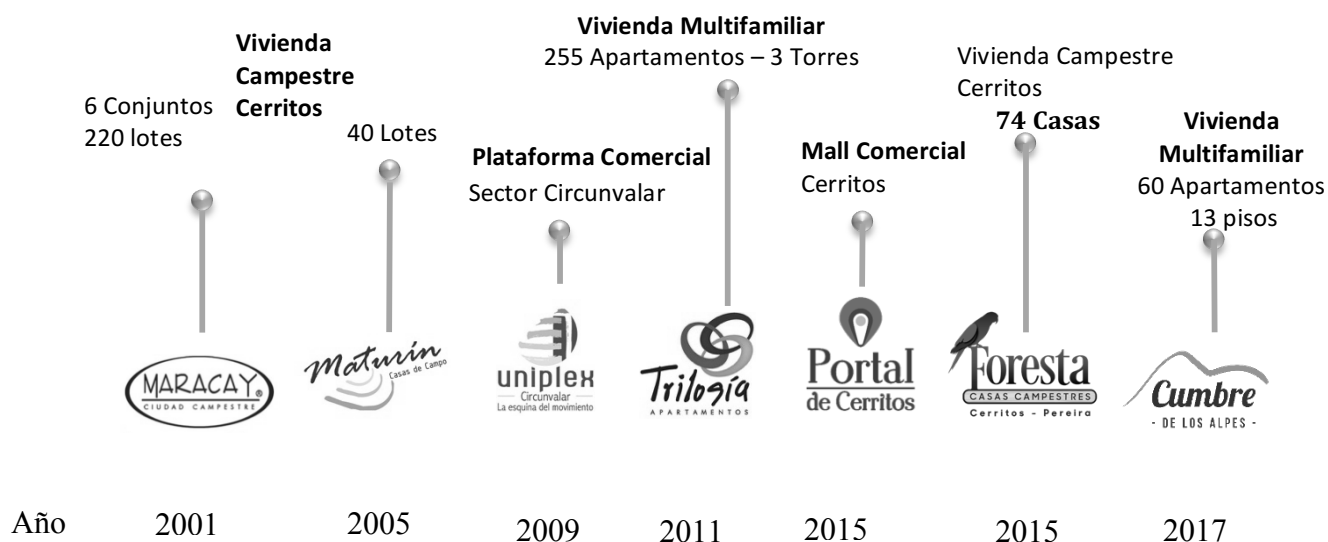 Vivienda
Campestre
Cerritos
6 Conjuntos
220 lotes
40 Lotes
Plataforma Comercial
Sector Circunvalar
Vivienda Multifamiliar
255 Apartamentos – 3 Torres
Mall Comercial
Cerritos
Vivienda Campestre
Cerritos
74 Casas
Vivienda
Multifamiliar
60 Apartamentos
13 pisos
MARACAY®
CIUDAD CAMPESTRE
Maturín
Casas de Campo
uniplex
Circunvalar
La esquina del movimiento
Trilogía
APARTAMENTOS
Portal
de Cerritos
Foresta
CASAS CAMPESTRES
Cerritos - Pereira
Cumbre
- DE LOS ALPES -
Año 2001 2005 2009 2011 2015 2015 2017